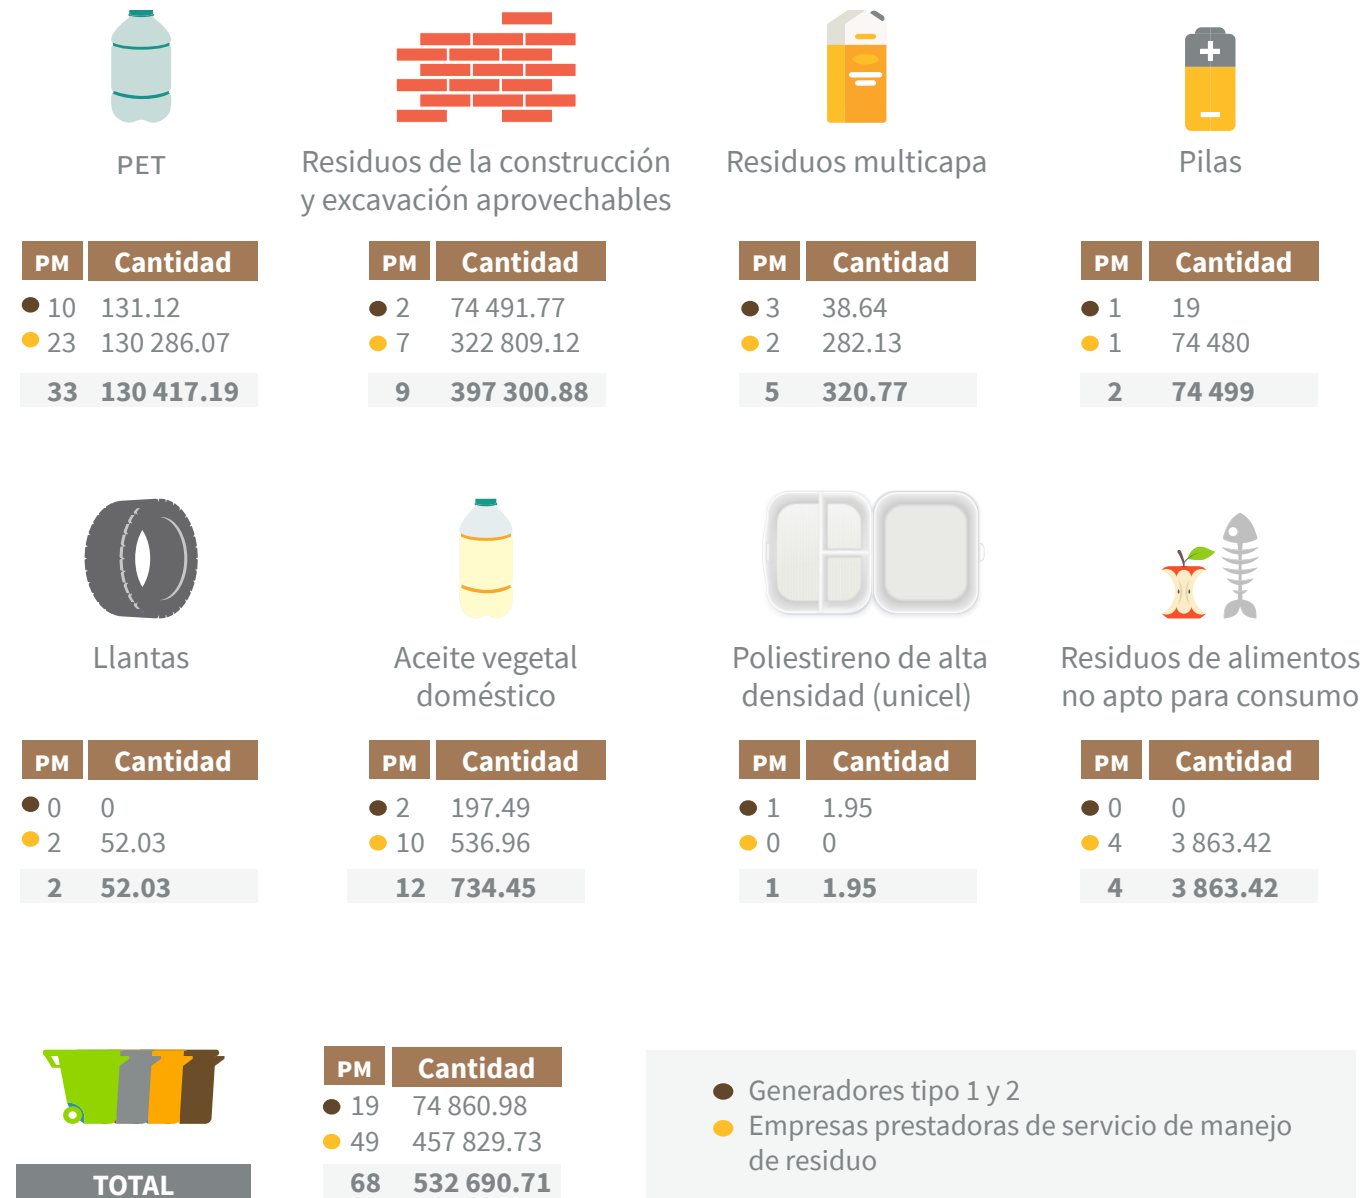 PET
Residuos de la construcción
y excavación aprovechables
Residuos multicapa
Pilas
PM Cantidad
10 131.12
23 130 286.07
33 130 417.19
PM Cantidad
2 74 491.77
7 322 809.12
9 397 300.88
PM Cantidad
3 38.64
2 282.13
5 320.77
PM Cantidad
1 19
1 74 480
2 74 499
Llantas
Aceite vegetal
doméstico
Poliestireno de alta
densidad (unicel)
Residuos de alimentos
no apto para consumo
PM Cantidad
0 0
2 52.03
2 52.03
PM Cantidad
2 197.49
10 536.96
12 734.45
PM Cantidad
1 1.95
0 0
1 1.95
PM Cantidad
0 0
4 3 863.42
4 3 863.42
TOTAL
PM Cantidad
19 74 860.98
49 457 829.73
68 532 690.71
Generadores tipo 1 y 2
Empresas prestadoras de servicio de manejo
de residuo